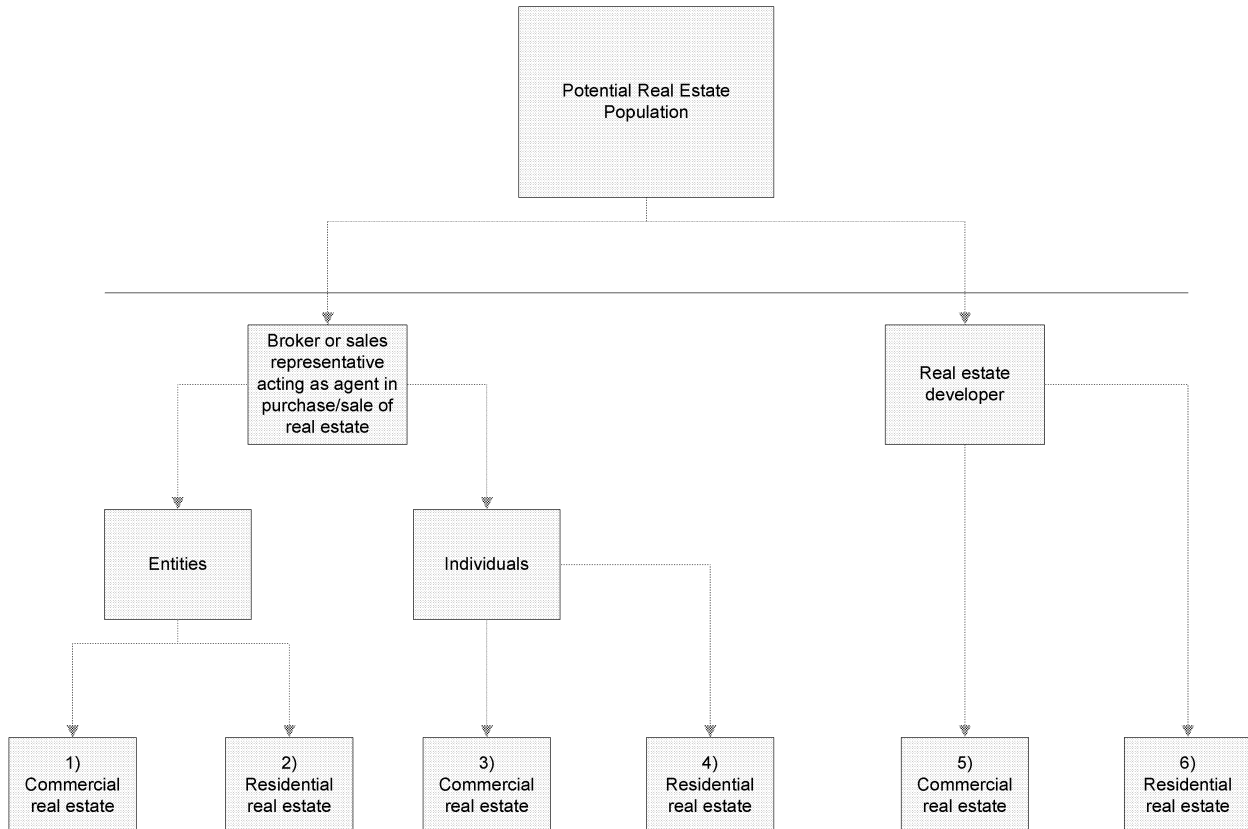 Potential Real Estate
Population
Broker or sales
representative
acting as agent in
purchase/sale of
real estate
Real estate
developer
Entities
Individuals
1)
Commercial
real estate
2)
Residential
real estate
3)
Commercial
real estate
4)
Residential
real estate
5)
Commercial
real estate
6)
Residential
real estate